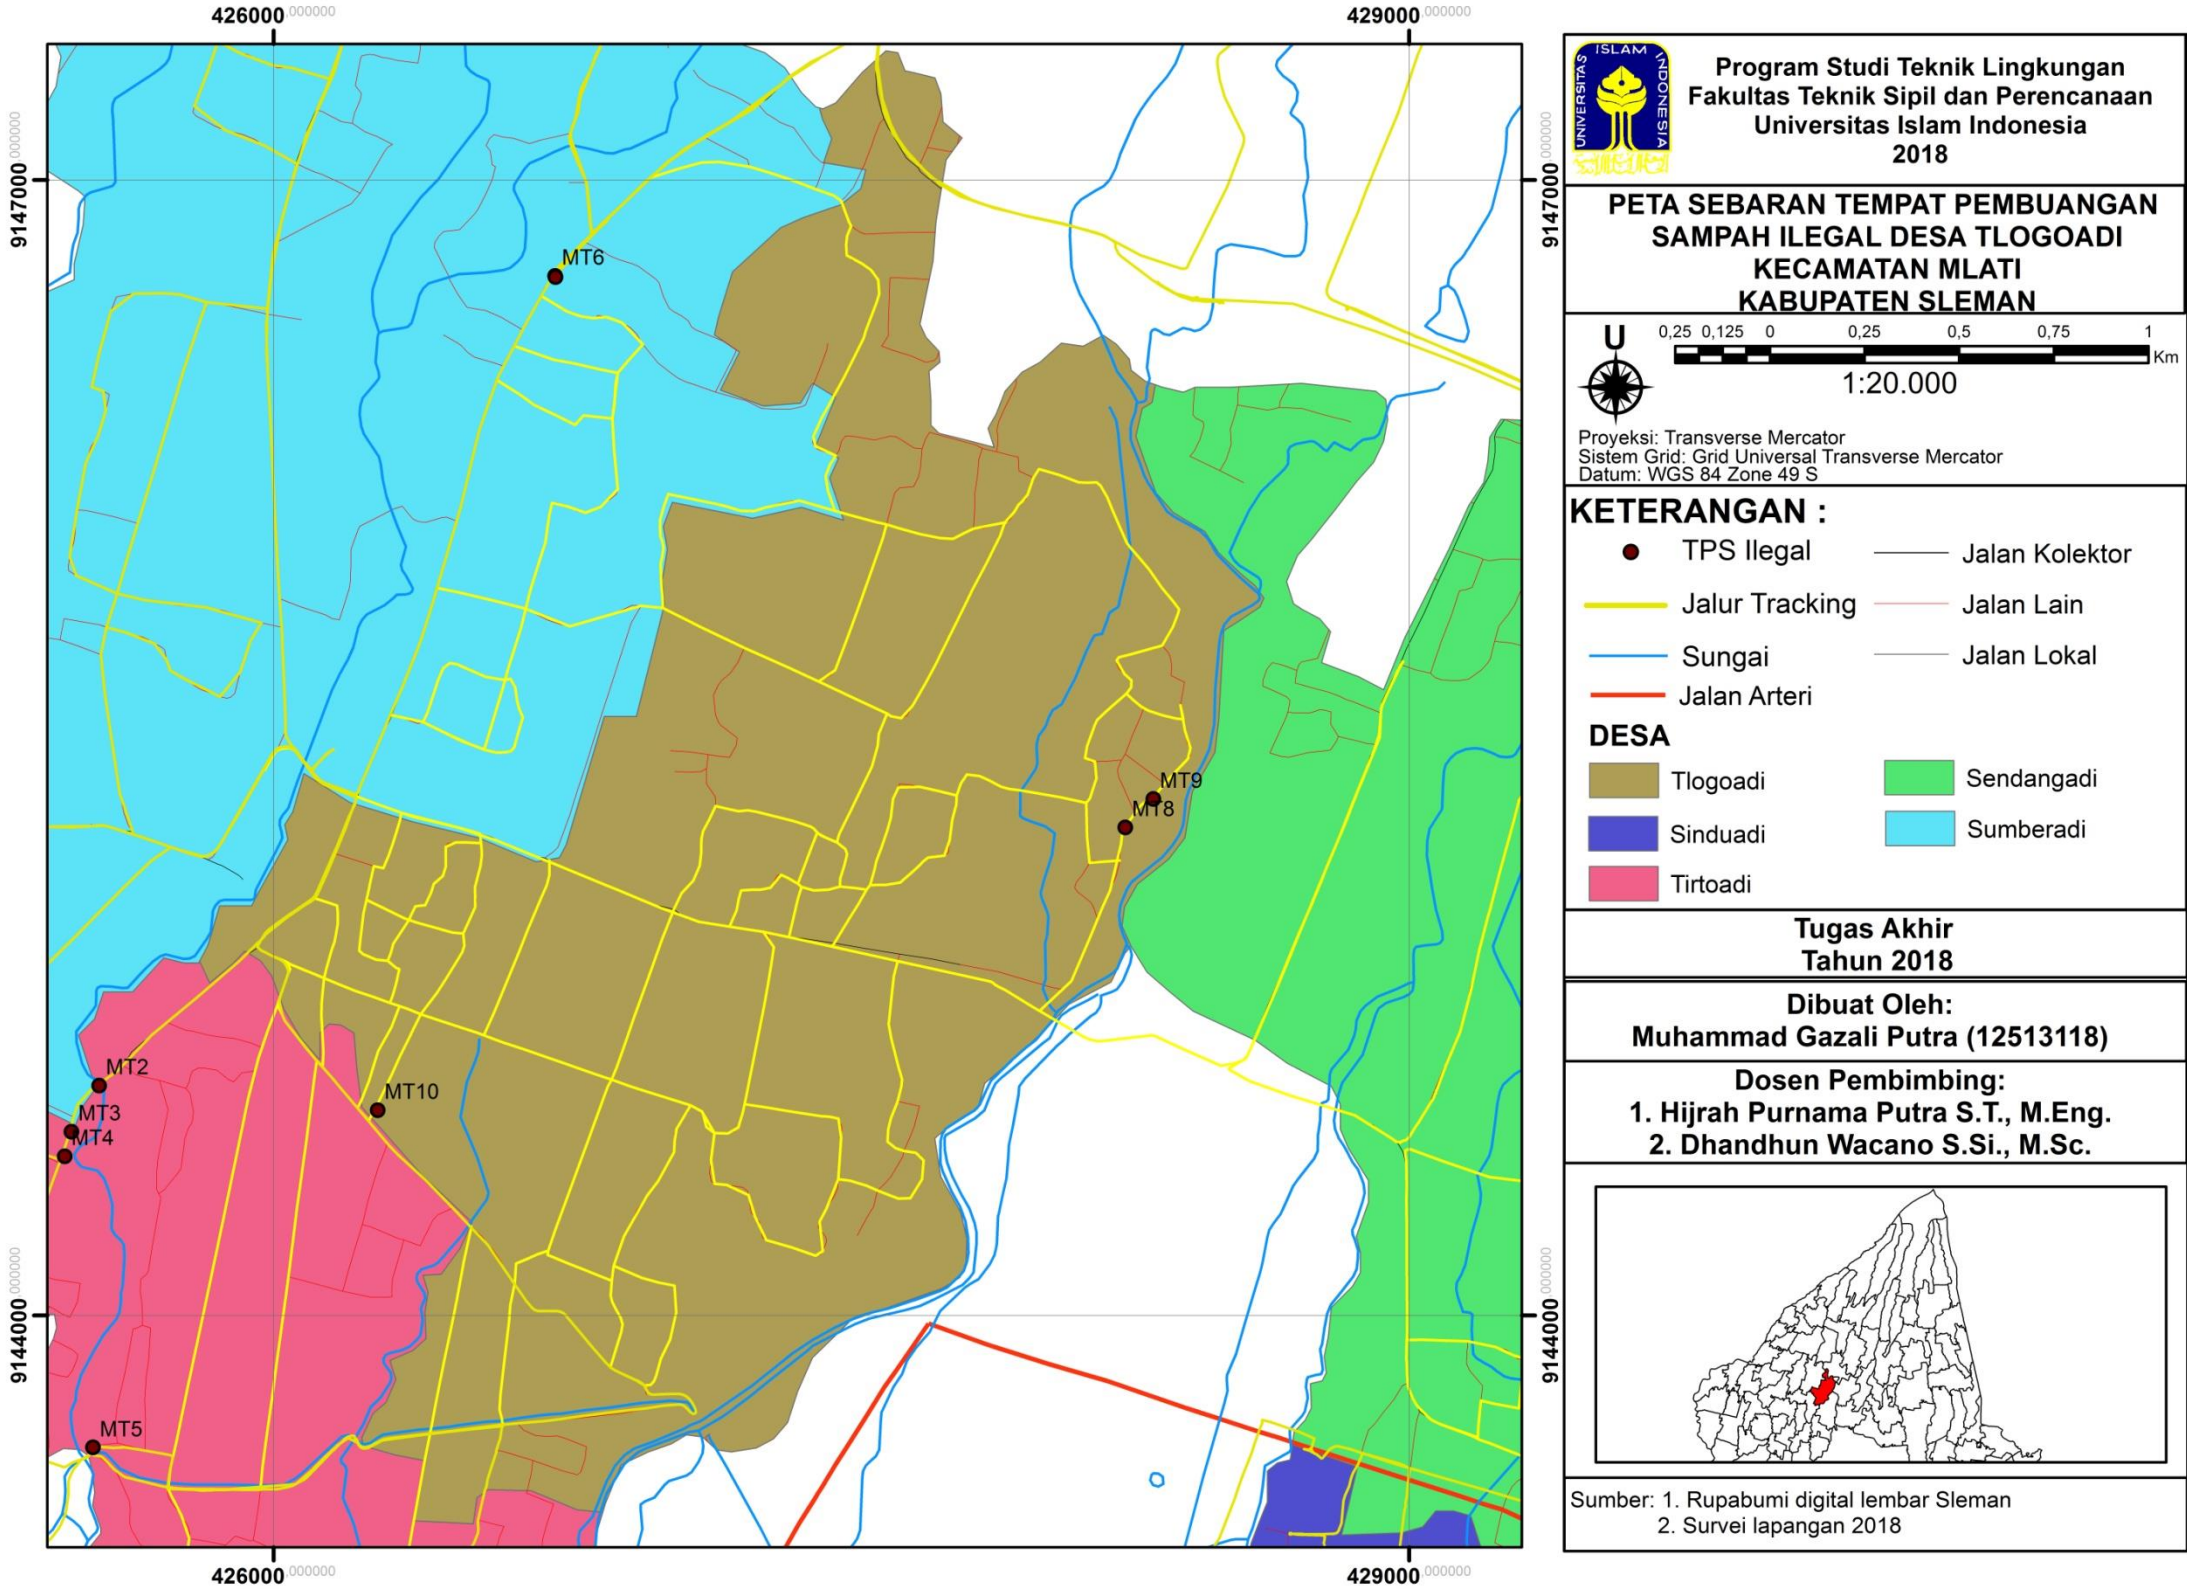 426000,000000
429000,000000
9147000,000000
9147000,000000
MT6
MT9
MT8
MT2
MT10
MT3
MT4
MT5
9144000,000000
9144000,000000
426000,000000
429000,000000
UNIVERSITAS ISLAM INDONESIA
Program Studi Teknik Lingkungan
Fakultas Teknik Sipil dan Perencanaan
Universitas Islam Indonesia
2018
PETA SEBARAN TEMPAT PEMBUANGAN
SAMPAH ILEGAL DESA TLOGOADI
KECAMATAN MLATI
KABUPATEN SLEMAN
U
0,25 0,125 0 0,25 0,5 0,75 1
Km
1:20.000
Proyeksi: Transverse Mercator
Sistem Grid: Grid Universal Transverse Mercator
Datum: WGS 84 Zone 49 S
KETERANGAN :
TPS Ilegal
Jalan Kolektor
Jalur Tracking
Jalan Lain
Sungai
Jalan Lokal
Jalan Arteri
DESA
Tlogoadi
Sendangadi
Sinduadi
Sumberadi
Tirtoadi
Tugas Akhir
Tahun 2018
Dibuat Oleh:
Muhammad Gazali Putra (12513118)
Dosen Pembimbing:
1. Hijrah Purnama Putra S.T., M.Eng.
2. Dhandhun Wacano S.Si., M.Sc.
Sumber: 1. Rupabumi digital lembar Sleman
2. Survei lapangan 2018